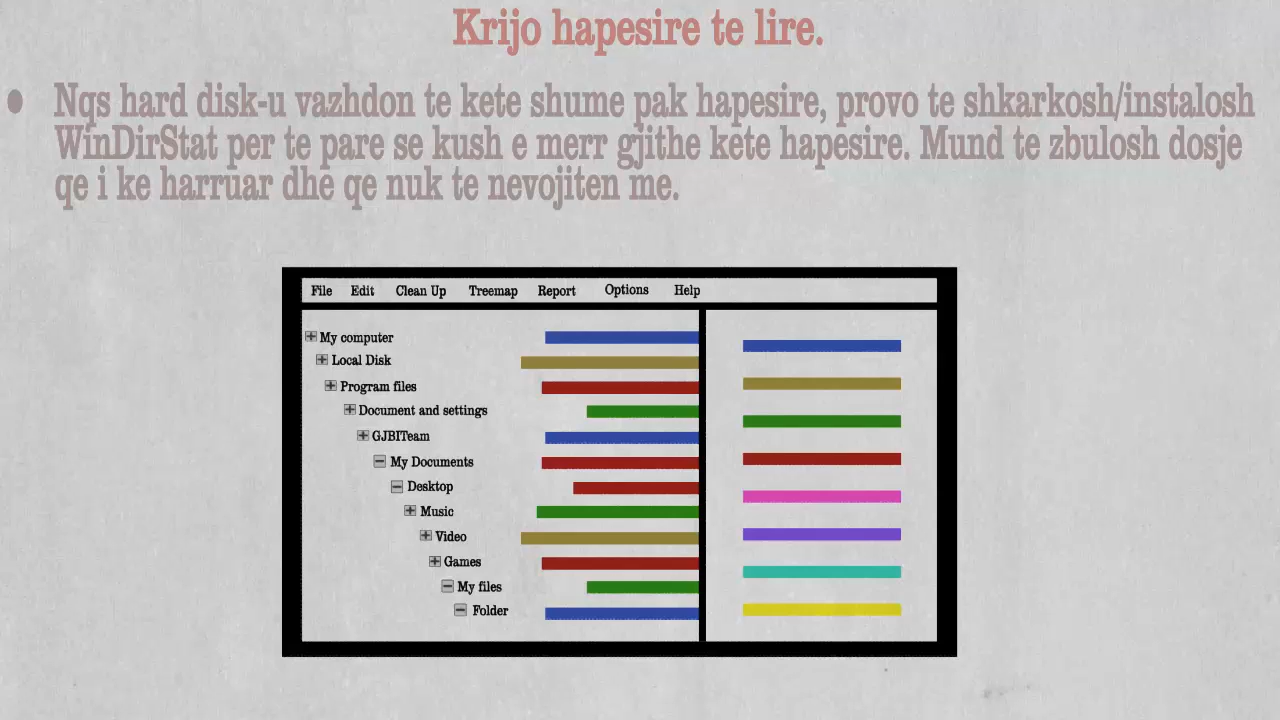 Krijo hapesire te lire.
Nqs hard disk-u vazhdon te kete shume pak hapesire, provo te shkarkosh/instalosh
WinDirStat per te pare se kush e merr gjithe kete hapesire. Mund te zbulosh dosje
qe i ke harruar dhe qe nuk te nevojiten me.
File Edit Clean Up Treemap Report Options Help
My computer
Local Disk
Program files
Document and settings
GJBITeam
My Documents
Desktop
Music
Video
Games
My files
Folder